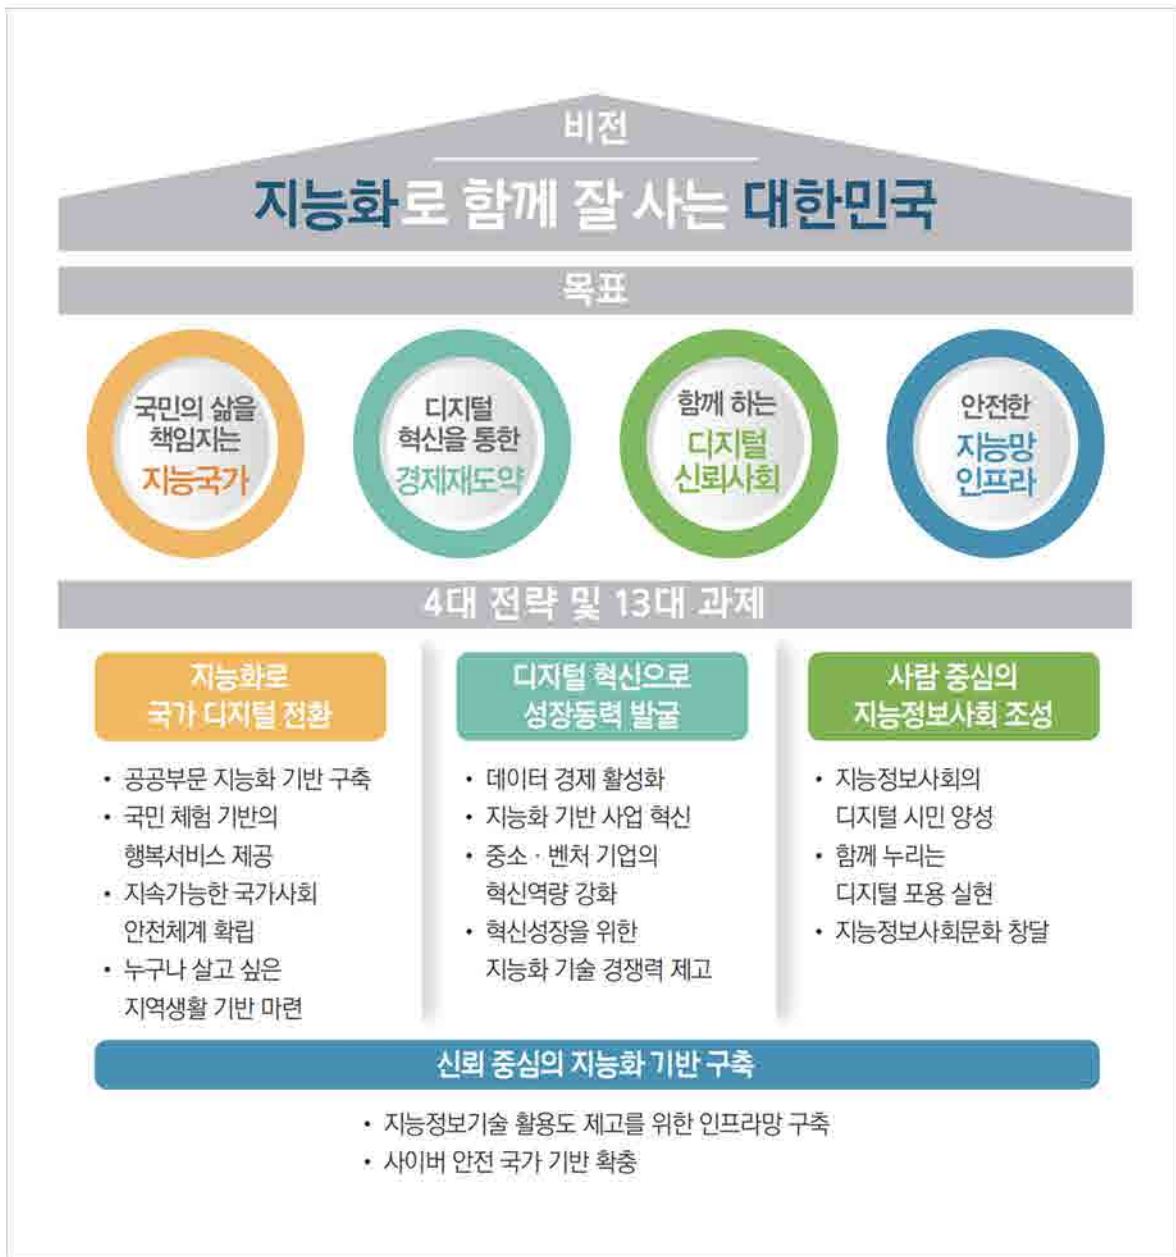 비전
지능화로 함께 잘 사는 대한민국
목표
국민의 삶을
책임지는
지능국가
디지털
혁신을 통한
경제재도약
함께 하는
디지털
신뢰사회
안전한
지능망
인프라
4대 전략 및 13대 과제
지능화로
국가 디지털 전환
• 공공부문 지능화 기반 구축
• 국민 체험 기반의
행복서비스 제공
• 지속가능한 국가사회
안전체계 확립
• 누구나 살고 싶은
지역생활 기반 마련
디지털 혁신으로
성장동력 발굴
• 데이터 경제 활성화
• 지능화 기반 사업 혁신
• 중소 · 벤처 기업의
혁신역량 강화
• 혁신성장을 위한
지능화 기술 경쟁력 제고
사람 중심의
지능정보사회 조성
• 지능정보사회의
디지털 시민 양성
• 함께 누리는
디지털 포용 실현
• 지능정보사회문화 창달
신뢰 중심의 지능화 기반 구축
• 지능정보기술 활용도 제고를 위한 인프라망 구축
• 사이버 안전 국가 기반 확충